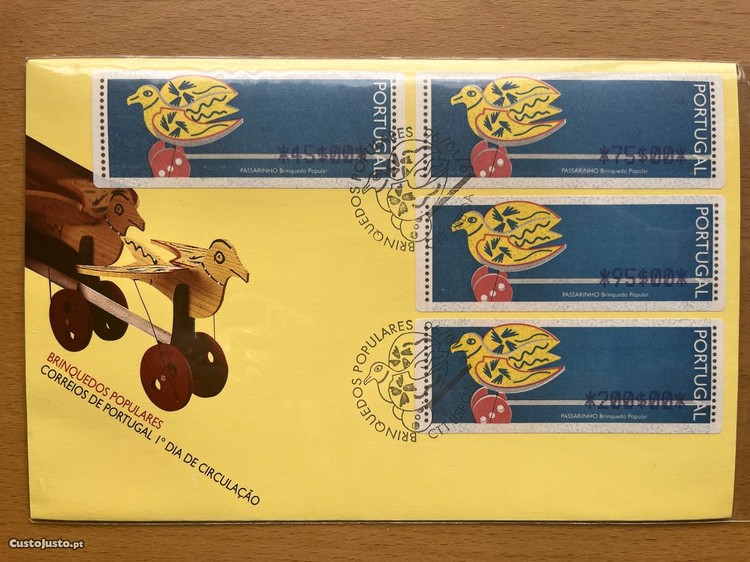 PORTUGAL
*45$00*
PASSARINHO Brinquedo Popular
PORTUGAL
*75$00*
PASSARINHO Brinquedo Popular
BRINQUEDOS POPULARES
PORTUGAL
*95$00*
PASSARINHO Brinquedo Popular
PORTUGAL
*200$00*
PASSARINHO Brinquedo Popular
BRINQUEDOS POPULARES
BRINQUEDOS POPULARES
CORREIOS DE PORTUGAL 1º DIA DE CIRCULAÇÃO
CustoJusto.pt